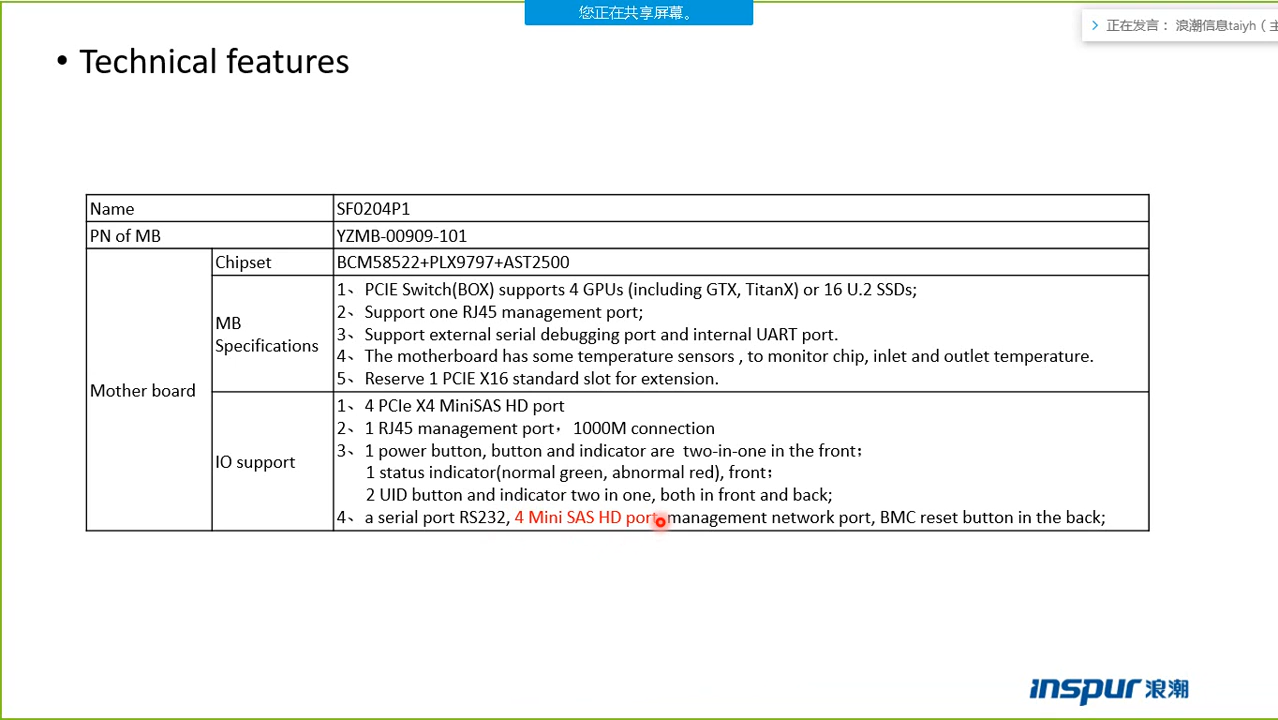 您正在共享屏幕。
正在发言： 浪潮信息taiyh（主
• Technical features
Name
SF0204P1
PN of MB
YZMB-00909-101
Mother board
Chipset
BCM58522+PLX9797+AST2500
MB
Specifications
1、 PCIE Switch(BOX) supports 4 GPUs (including GTX, TitanX) or 16 U.2 SSDs;
2、 Support one RJ45 management port;
3、 Support external serial debugging port and internal UART port.
4、 The motherboard has some temperature sensors , to monitor chip, inlet and outlet temperature.
5、 Reserve 1 PCIE X16 standard slot for extension.
IO support
1、 4 PCIe X4 MiniSAS HD port
2、 1 RJ45 management port， 1000M connection
3、 1 power button, button and indicator are two-in-one in the front；
1 status indicator(normal green, abnormal red), front；
2 UID button and indicator two in one, both in front and back;
4、 a serial port RS232, 4 Mini SAS HD port, management network port, BMC reset button in the back;
inspur 浪潮